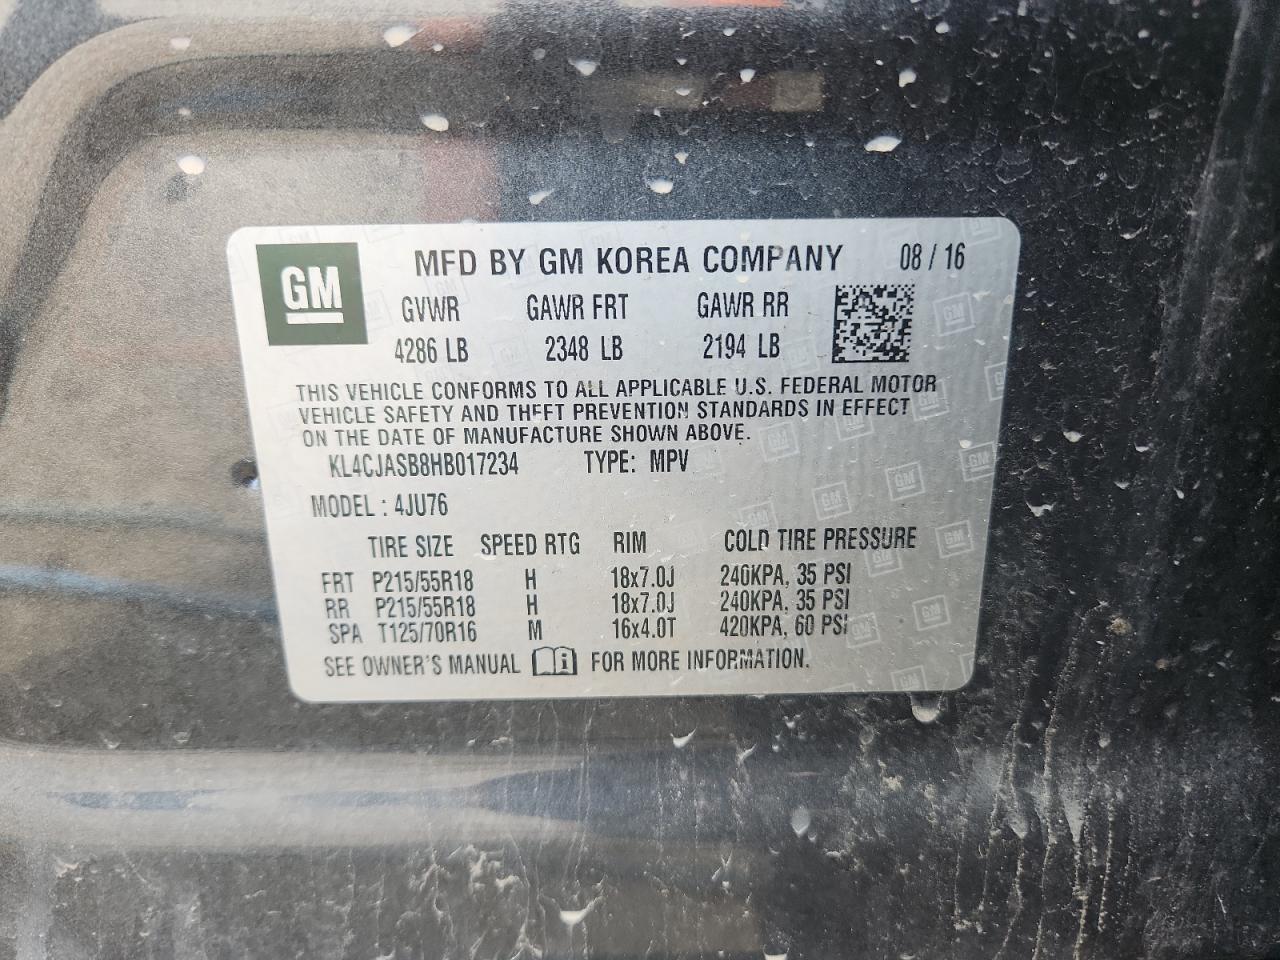 GM MFD BY GM KOREA COMPANY 08 / 16
GVWR GAWR FRT GAWR RR
4286 LB 2348 LB 2194 LB
THIS VEHICLE CONFORMS TO ALL APPLICABLE U.S. FEDERAL MOTOR
VEHICLE SAFETY AND THEFT PREVENTION STANDARDS IN EFFECT
ON THE DATE OF MANUFACTURE SHOWN ABOVE.
KL4CJASB8HB017234 TYPE: MPV
MODEL : 4JU76
TIRE SIZE SPEED RTG RIM COLD TIRE PRESSURE
FRT P215/55R18 H 18x7.0J 240KPA, 35 PSI
RR P215/55R18 H 18x7.0J 240KPA, 35 PSI
SPA T125/70R16 M 16x4.0T 420KPA, 60 PSI
SEE OWNER'S MANUAL i FOR MORE INFORMATION.